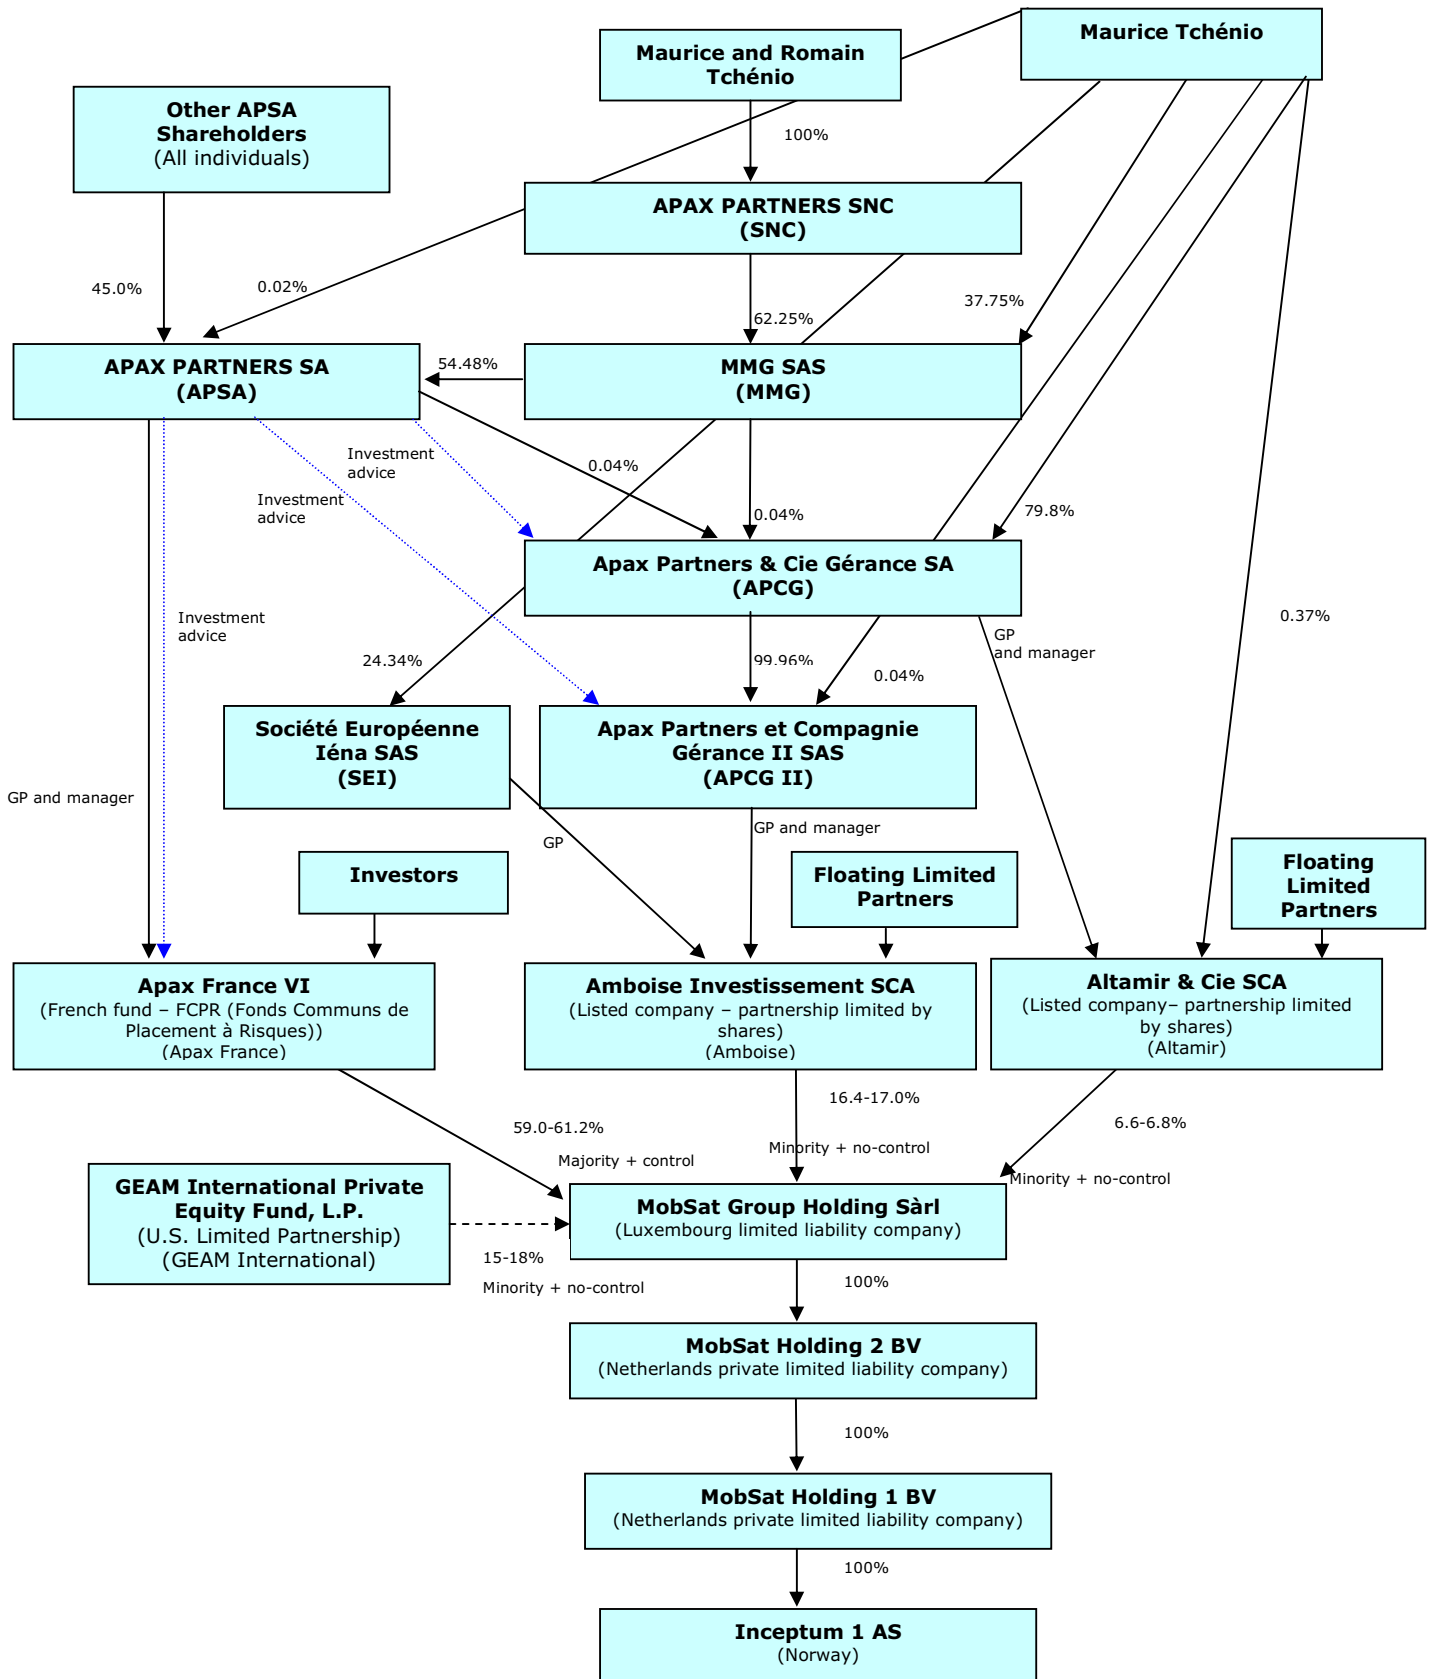 Maurice Tchénio
Maurice and Romain
Tchénio
Other APSA
Shareholders
(All individuals)
100%
APAX PARTNERS SNC
(SNC)
45.0%
0.02%
62.25%
37.75%
APAX PARTNERS SA
(APSA)
54.48%
MMG SAS
(MMG)
Investment
advice
0.04%
Investment
advice
0.04%
79.8%
Apax Partners & Cie Gérance SA
(APCG)
Investment
advice
0.37%
GP
and manager
24.34%
99.96%
0.04%
Société Européenne
Iéna SAS
(SEI)
Apax Partners et Compagnie
Gérance II SAS
(APCG II)
GP and manager
GP
GP and manager
Investors
Floating Limited
Partners
Floating
Limited
Partners
Apax France VI
(French fund – FCPR (Fonds Communs de
Placement à Risques))
(Apax France)
Amboise Investissement SCA
(Listed company – partnership limited by
shares)
(Amboise)
Altamir & Cie SCA
(Listed company– partnership limited
by shares)
(Altamir)
16.4-17.0%
59.0-61.2%
6.6-6.8%
Majority + control
Minority + no-control
Minority + no-control
GEAM International Private
Equity Fund, L.P.
(U.S. Limited Partnership)
(GEAM International)
MobSat Group Holding Sàrl
(Luxembourg limited liability company)
15-18%
Minority + no-control
100%
MobSat Holding 2 BV
(Netherlands private limited liability company)
100%
MobSat Holding 1 BV
(Netherlands private limited liability company)
100%
Inceptum 1 AS
(Norway)